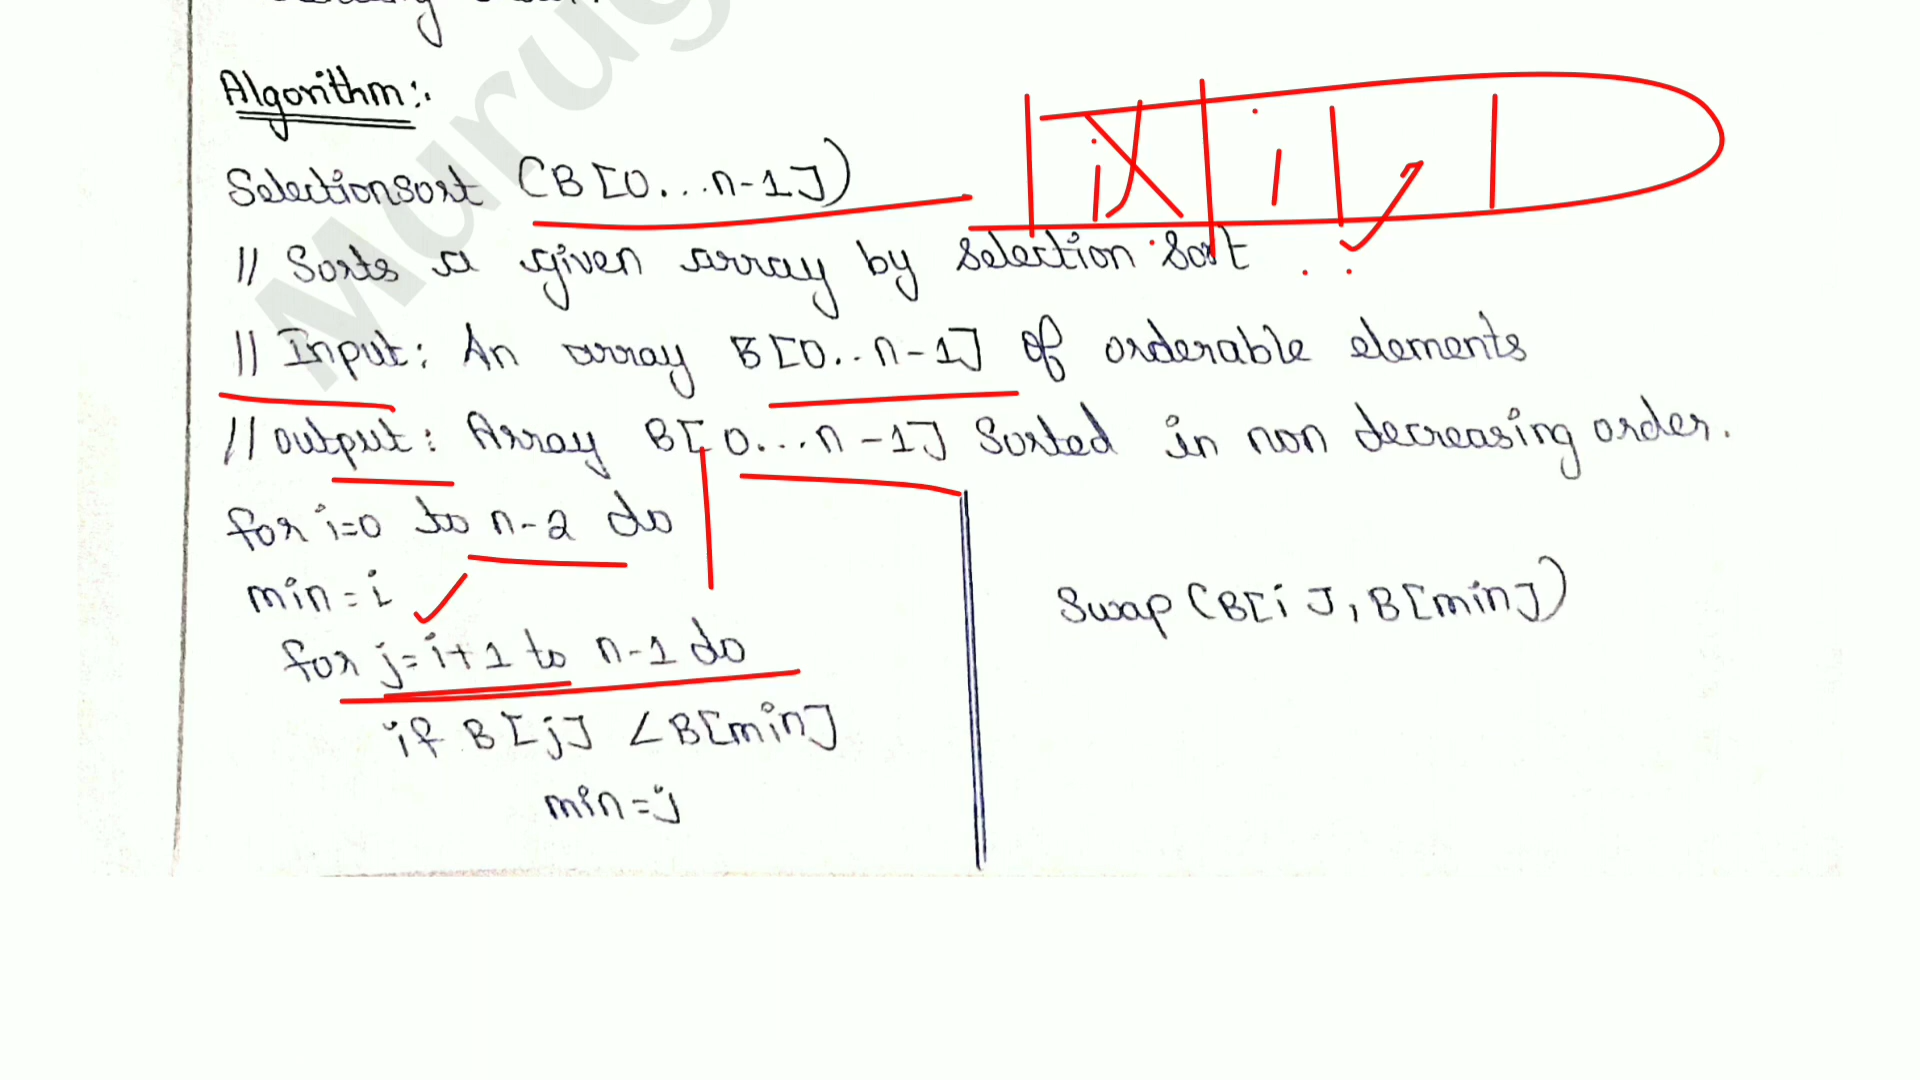 Algorithm:.
Selectionsort (B[0...n-1])
// Sorts a given array by Selection Sort
// Input: An array B[0..n-1] of orderable elements
// Output: Array B[0...n-1] Sorted in non decreasing order.
for i=0 to n-2 do
min=i
for j=i+1 to n-1 do
if B[j] <B[min]
min=j
Swap (B[i], B[min])